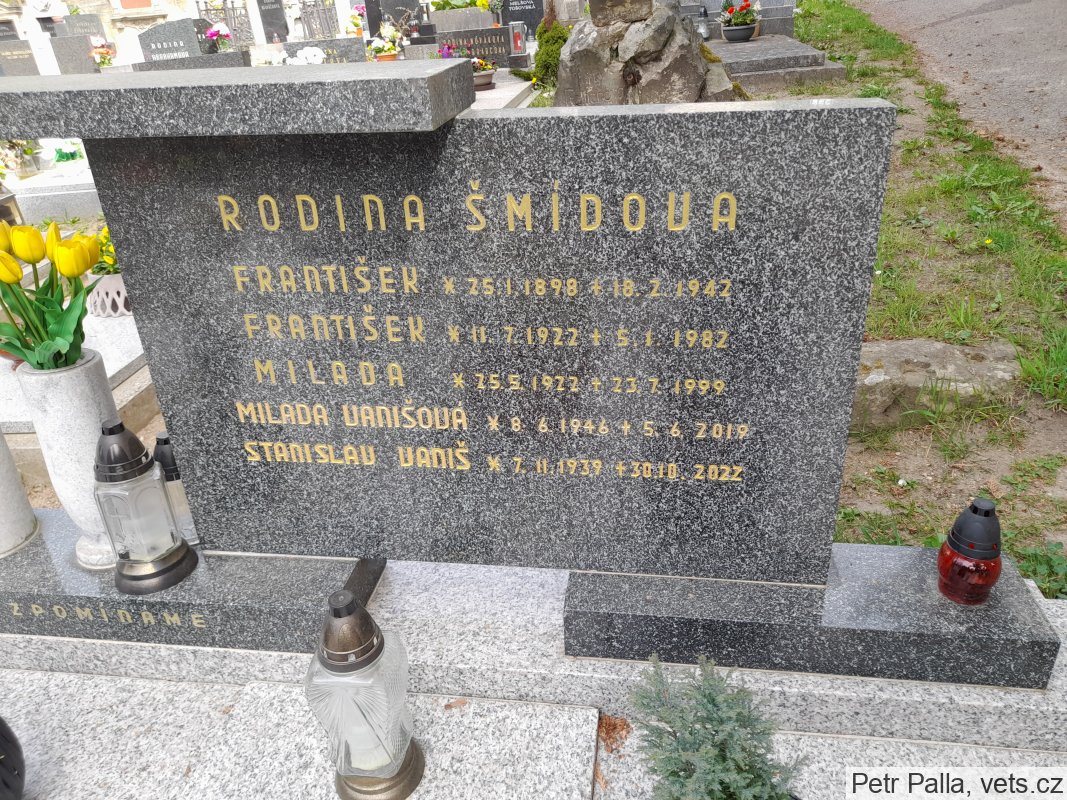 RODINA
RODINA ŠMÍDOVA
FRANTIŠEK * 25.1.1898 + 18.2.1942
FRANTIŠEK * 11.7.1922 + 5.1.1982
MILADA * 25.5.1922 + 23.7.1999
MILADA VANIŠOVÁ * 8.6.1946 + 5.6.2019
STANISLAV VANIŠ * 7.11.1939 +30.10.2022
ZPOMÍNAME
Petr Palla, vets.cz